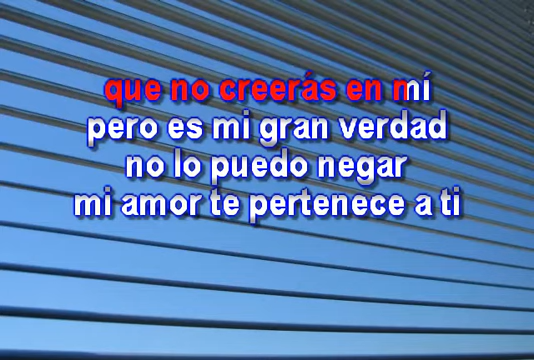 que no creerás en mí
pero es mi gran verdad
no lo puedo negar
mi amor te pertenece a ti